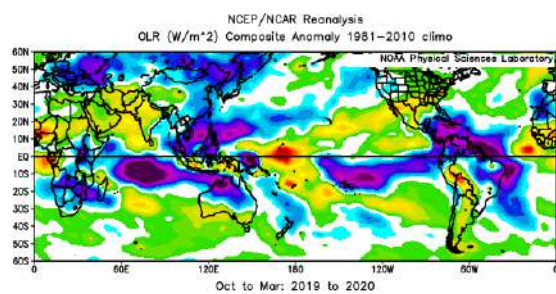 NCEP/NCAR Reanalysis
OLR (W/m^2) Composite Anomaly 1981-2010 climo
NOAA Physical Sciences Laboratory
60N
50N
40N
30N
20N
10N
EQ
10S
20S
30S
40S
50S
60S
0 60E 120E 180 120W 60W 0
Oct to Mar: 2019 to 2020